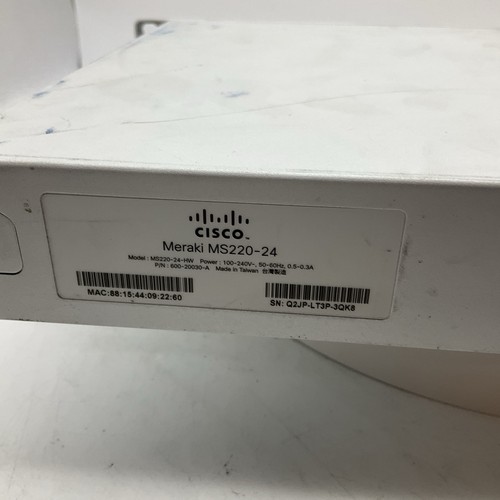 CISCO
Meraki MS220-24
Model : MS220-24-HW Power : 100-240V~, 50-60Hz, 0.5-0.3A
P/N : 600-20030-A Made in Taiwan 台灣製造
MAC:88:15:44:09:22:60
SN: Q2JP-LT3P-3QK8